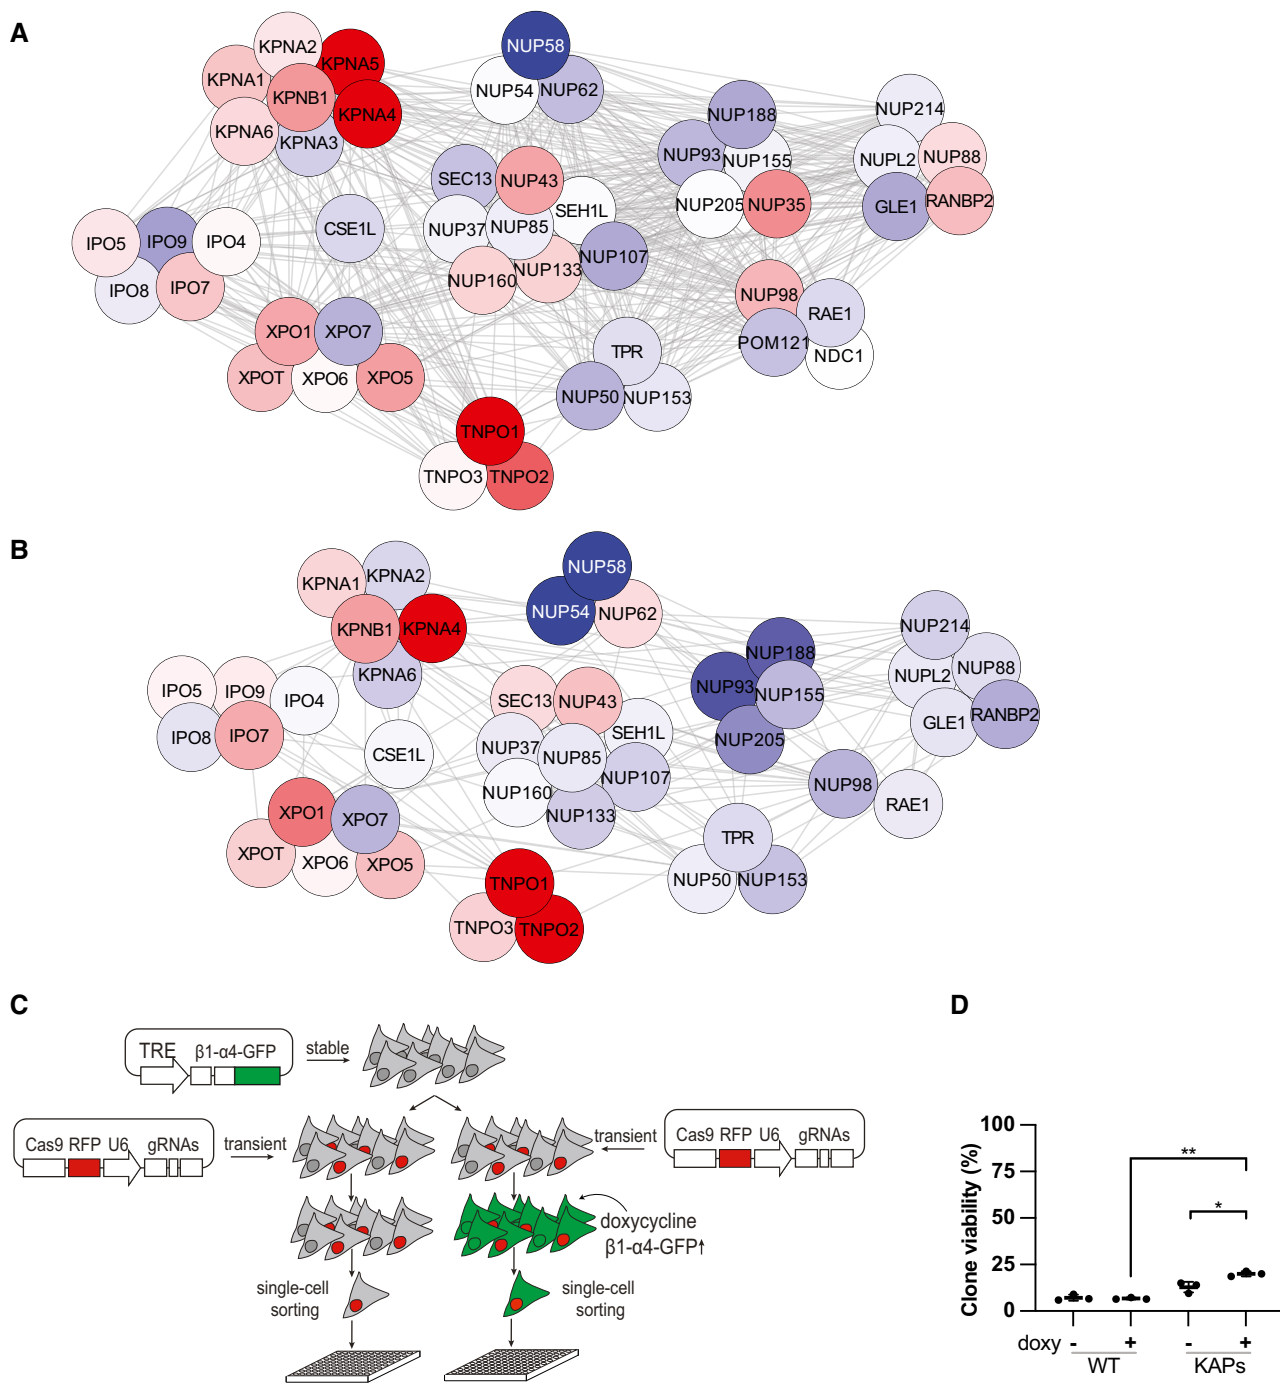 A
KPNA2
KPNA5
KPNA1
KPNB1
KPNA4
KPNA6
KPNA3
NUP58
NUP54
NUP62
NUP188
NUP93
NUP155
NUP205
NUP35
NUP214
NUPL2
NUP88
GLE1
RANBP2
SEC13
NUP43
SEH1L
NUP37
NUP85
NUP107
NUP160
NUP133
CSE1L
IPO5
IPO9
IPO4
IPO8
IPO7
XPO1
XPO7
XPOT
XPO6
XPO5
NUP98
RAE1
POM121
NDC1
TPR
NUP50
NUP153
TNPO1
TNPO3
TNPO2
B
KPNA1
KPNA2
KPNB1
KPNA4
KPNA6
NUP58
NUP54
NUP62
NUP188
NUP93
NUP155
NUP205
NUP214
NUPL2
NUP88
GLE1
RANBP2
IPO5
IPO9
IPO4
IPO8
IPO7
CSE1L
SEC13
NUP43
SEH1L
NUP37
NUP85
NUP107
NUP160
NUP133
NUP98
RAE1
XPO1
XPO7
XPOT
XPO6
XPO5
TPR
NUP50
NUP153
TNPO1
TNPO3
TNPO2
C
TRE β1-α4-GFP
stable
Cas9 RFP U6 gRNAs
transient
transient
Cas9 RFP U6 gRNAs
doxycycline
β1-α4-GFP↑
single-cell
sorting
single-cell
sorting
D
Clone viability (%)
100
75
50
25
0
**
*
doxy - + - +
WT KAPs